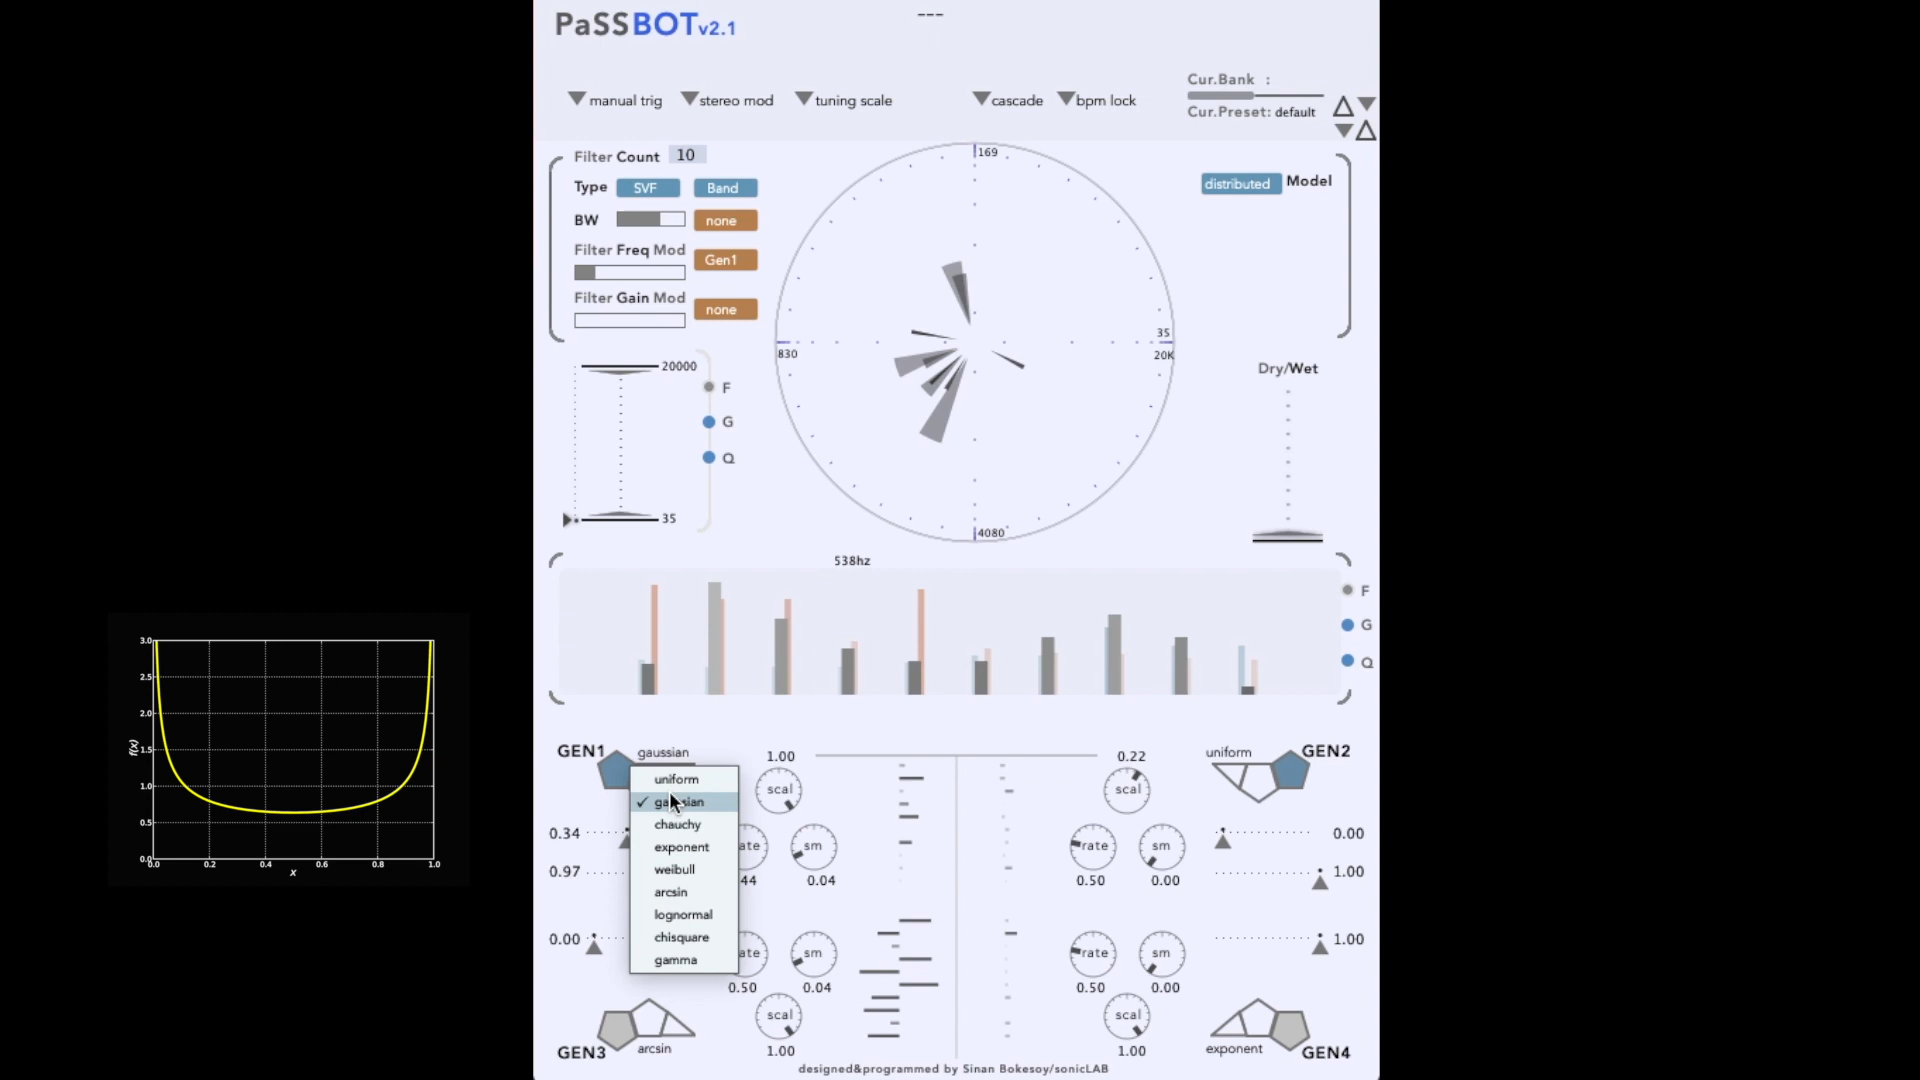 PaSSBOTv2.1
---
manual trig
stereo mod
tuning scale
cascade
bpm lock
Cur.Bank :
Cur.Preset: default
Filter Count 10
Type SVF Band
BW none
Filter Freq Mod
Gen1
Filter Gain Mod
none
distributed Model
169
35
20K
830
4080
20000
35
F
G
Q
Dry/Wet
538hz
F
G
Q
GEN1 gaussian
uniform
✓ gaussian
chauchy
exponent
weibull
arcsin
lognormal
chisquare
gamma
0.34
0.97
0.00
1.00
scal
ate
sm
44
0.04
ate
sm
0.50
0.04
scal
1.00
GEN3 arcsin
0.22
scal
rate
sm
0.50
0.00
rate
sm
0.50
0.00
scal
1.00
uniform GEN2
0.00
1.00
1.00
exponent GEN4
designed&programmed by Sinan Bokesoy/sonicLAB
3.0
2.5
2.0
1.5
1.0
0.5
0.0
f(x)
0.0 0.2 0.4 0.6 0.8 1.0
x